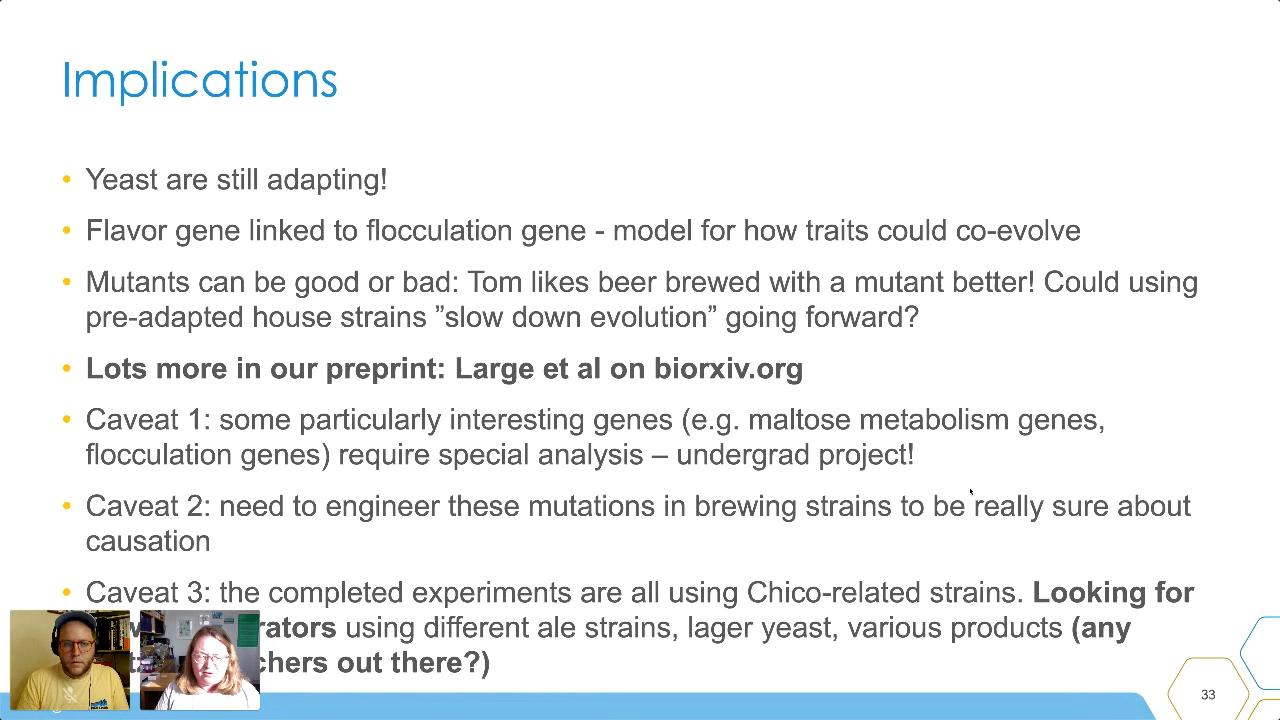 Implications
• Yeast are still adapting!
• Flavor gene linked to flocculation gene - model for how traits could co-evolve
• Mutants can be good or bad: Tom likes beer brewed with a mutant better! Could using
pre-adapted house strains ”slow down evolution” going forward?
• Lots more in our preprint: Large et al on biorxiv.org
• Caveat 1: some particularly interesting genes (e.g. maltose metabolism genes,
flocculation genes) require special analysis – undergrad project!
• Caveat 2: need to engineer these mutations in brewing strains to be really sure about
causation
• Caveat 3: the completed experiments are all using Chico-related strains. Looking for
using different ale strains, lager yeast, various products (any
out there?)
33